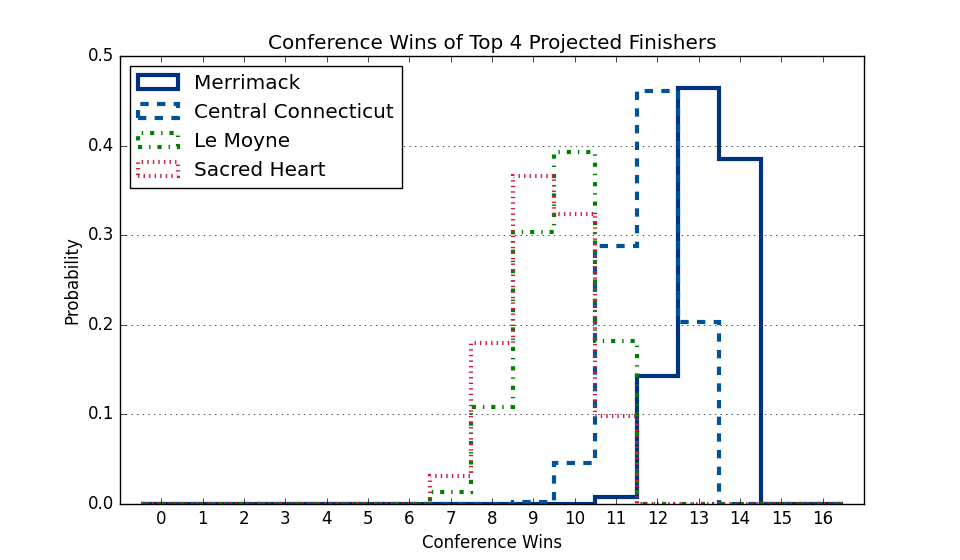 Conference Wins of Top 4 Projected Finishers
0.5
0.4
0.3
0.2
0.1
0.0
Probability
Merrimack
Central Connecticut
Le Moyne
Sacred Heart
0 1 2 3 4 5 6 7 8 9 10 11 12 13 14 15 16
Conference Wins